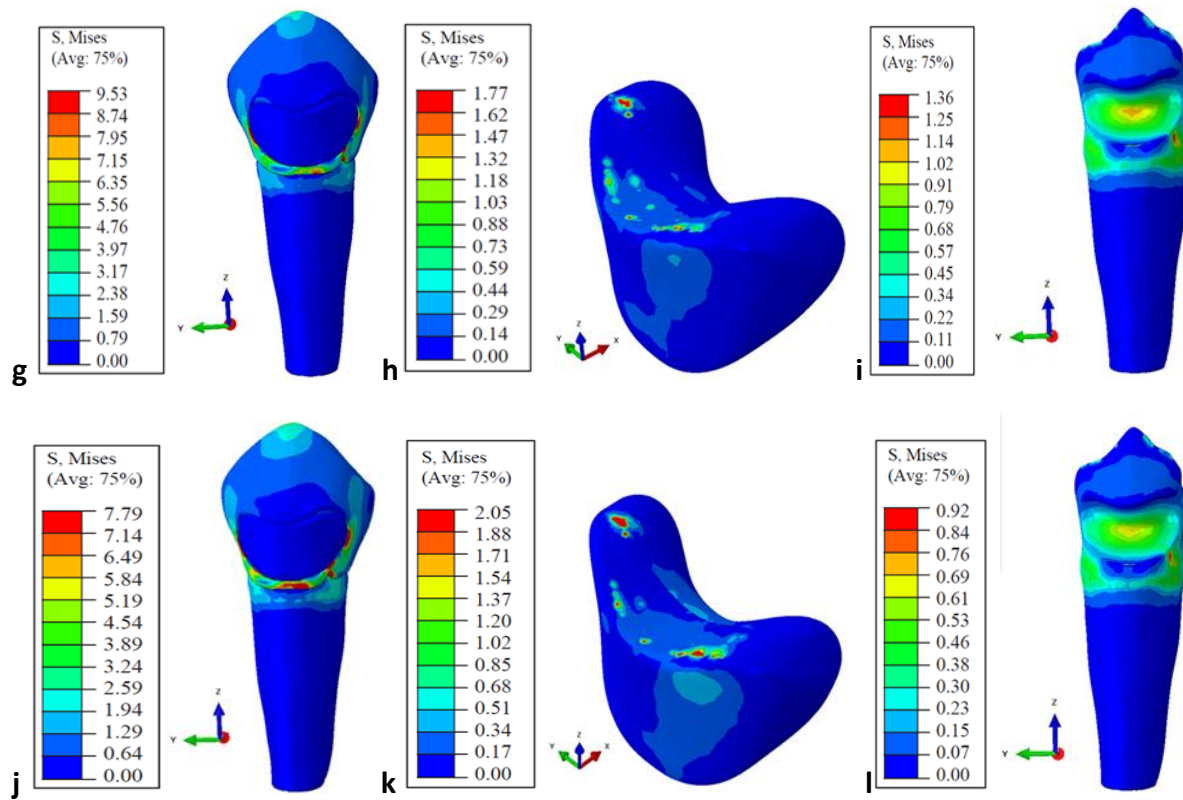 S, Mises
(Avg: 75%)
9.53
8.74
7.95
7.15
6.35
5.56
4.76
3.97
3.17
2.38
1.59
0.79
0.00
Z
Y
g
S, Mises
(Avg: 75%)
1.77
1.62
1.47
1.32
1.18
1.03
0.88
0.73
0.59
0.44
0.29
0.14
0.00
Y
Z
X
h
S, Mises
(Avg: 75%)
1.36
1.25
1.14
1.02
0.91
0.79
0.68
0.57
0.45
0.34
0.22
0.11
0.00
Z
Y
i
S, Mises
(Avg: 75%)
7.79
7.14
6.49
5.84
5.19
4.54
3.89
3.24
2.59
1.94
1.29
0.64
0.00
Z
Y
j
S, Mises
(Avg: 75%)
2.05
1.88
1.71
1.54
1.37
1.20
1.02
0.85
0.68
0.51
0.34
0.17
0.00
Y
Z
X
k
S, Mises
(Avg: 75%)
0.92
0.84
0.76
0.69
0.61
0.53
0.46
0.38
0.30
0.23
0.15
0.07
0.00
Z
Y
l